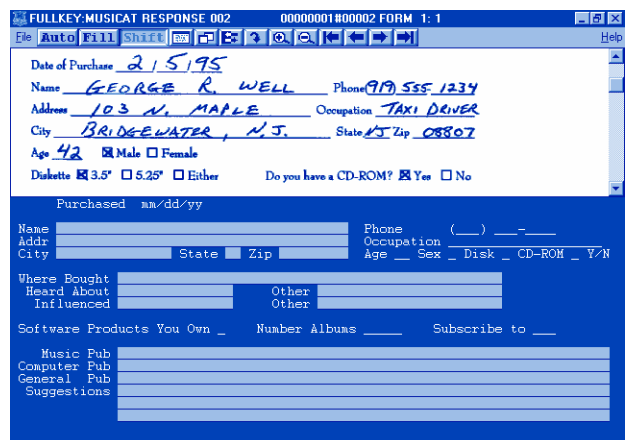 FULLKEY:MUSICAT RESPONSE 002 00000001#00002 FORM 1: 1
File Auto Fill Shift Help
Date of Purchase 2/5/95
Name GEORGE R. WELL Phone (919) 555-1234
Address 103 N. MAPLE Occupation TAXI DRIVER
City BRIDGEWATER, N.J. State NJ Zip 08807
Age 42 Male Female
Diskette 3.5" 5.25" Either Do you have a CD-ROM? Yes No
Purchased mm/dd/yy
Name Phone (___) ___-____
Addr Occupation
City State Zip Age __ Sex _ Disk _ CD-ROM _ Y/N
Where Bought
Heard About Other
Influenced Other
Software Products You Own _ Number Albums _____ Subscribe to ___
Music Pub
Computer Pub
General Pub
Suggestions